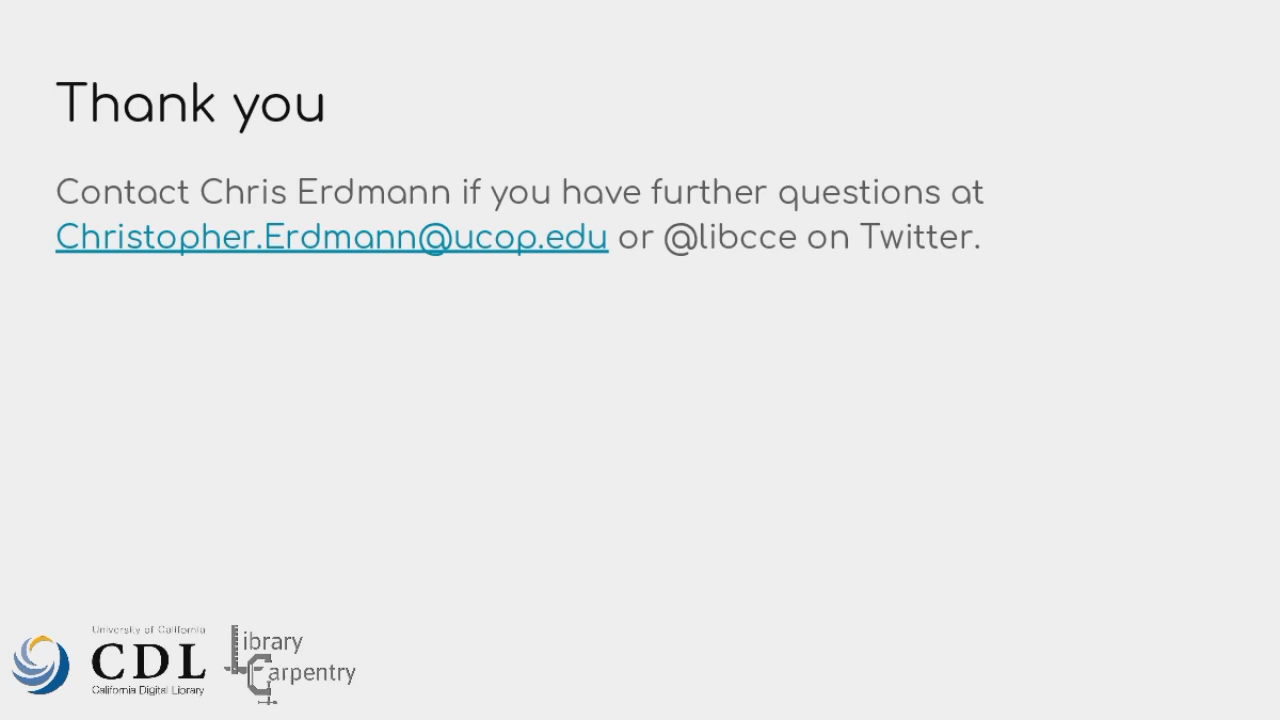 Thank you
Contact Chris Erdmann if you have further questions at
Christopher.Erdmann@ucop.edu or @libcce on Twitter.
University of California
CDL
California Digital Library
Library
Carpentry